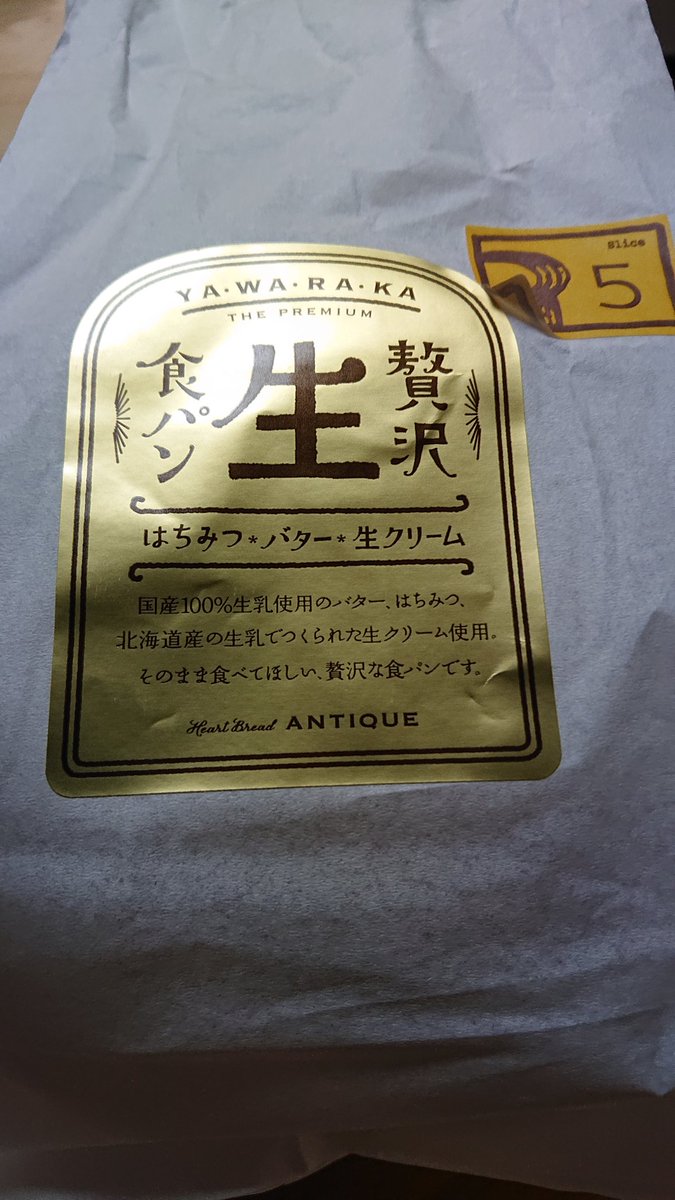 YA・WA・RA・KA
THE PREMIUM
贅沢
生
食パン
はちみつ*バター*生クリーム
国産100%生乳使用のバター、はちみつ、
北海道産の生乳でつくられた生クリーム使用。
そのまま食べてほしい、贅沢な食パンです。
Heart Bread ANTIQUE
Slice
5